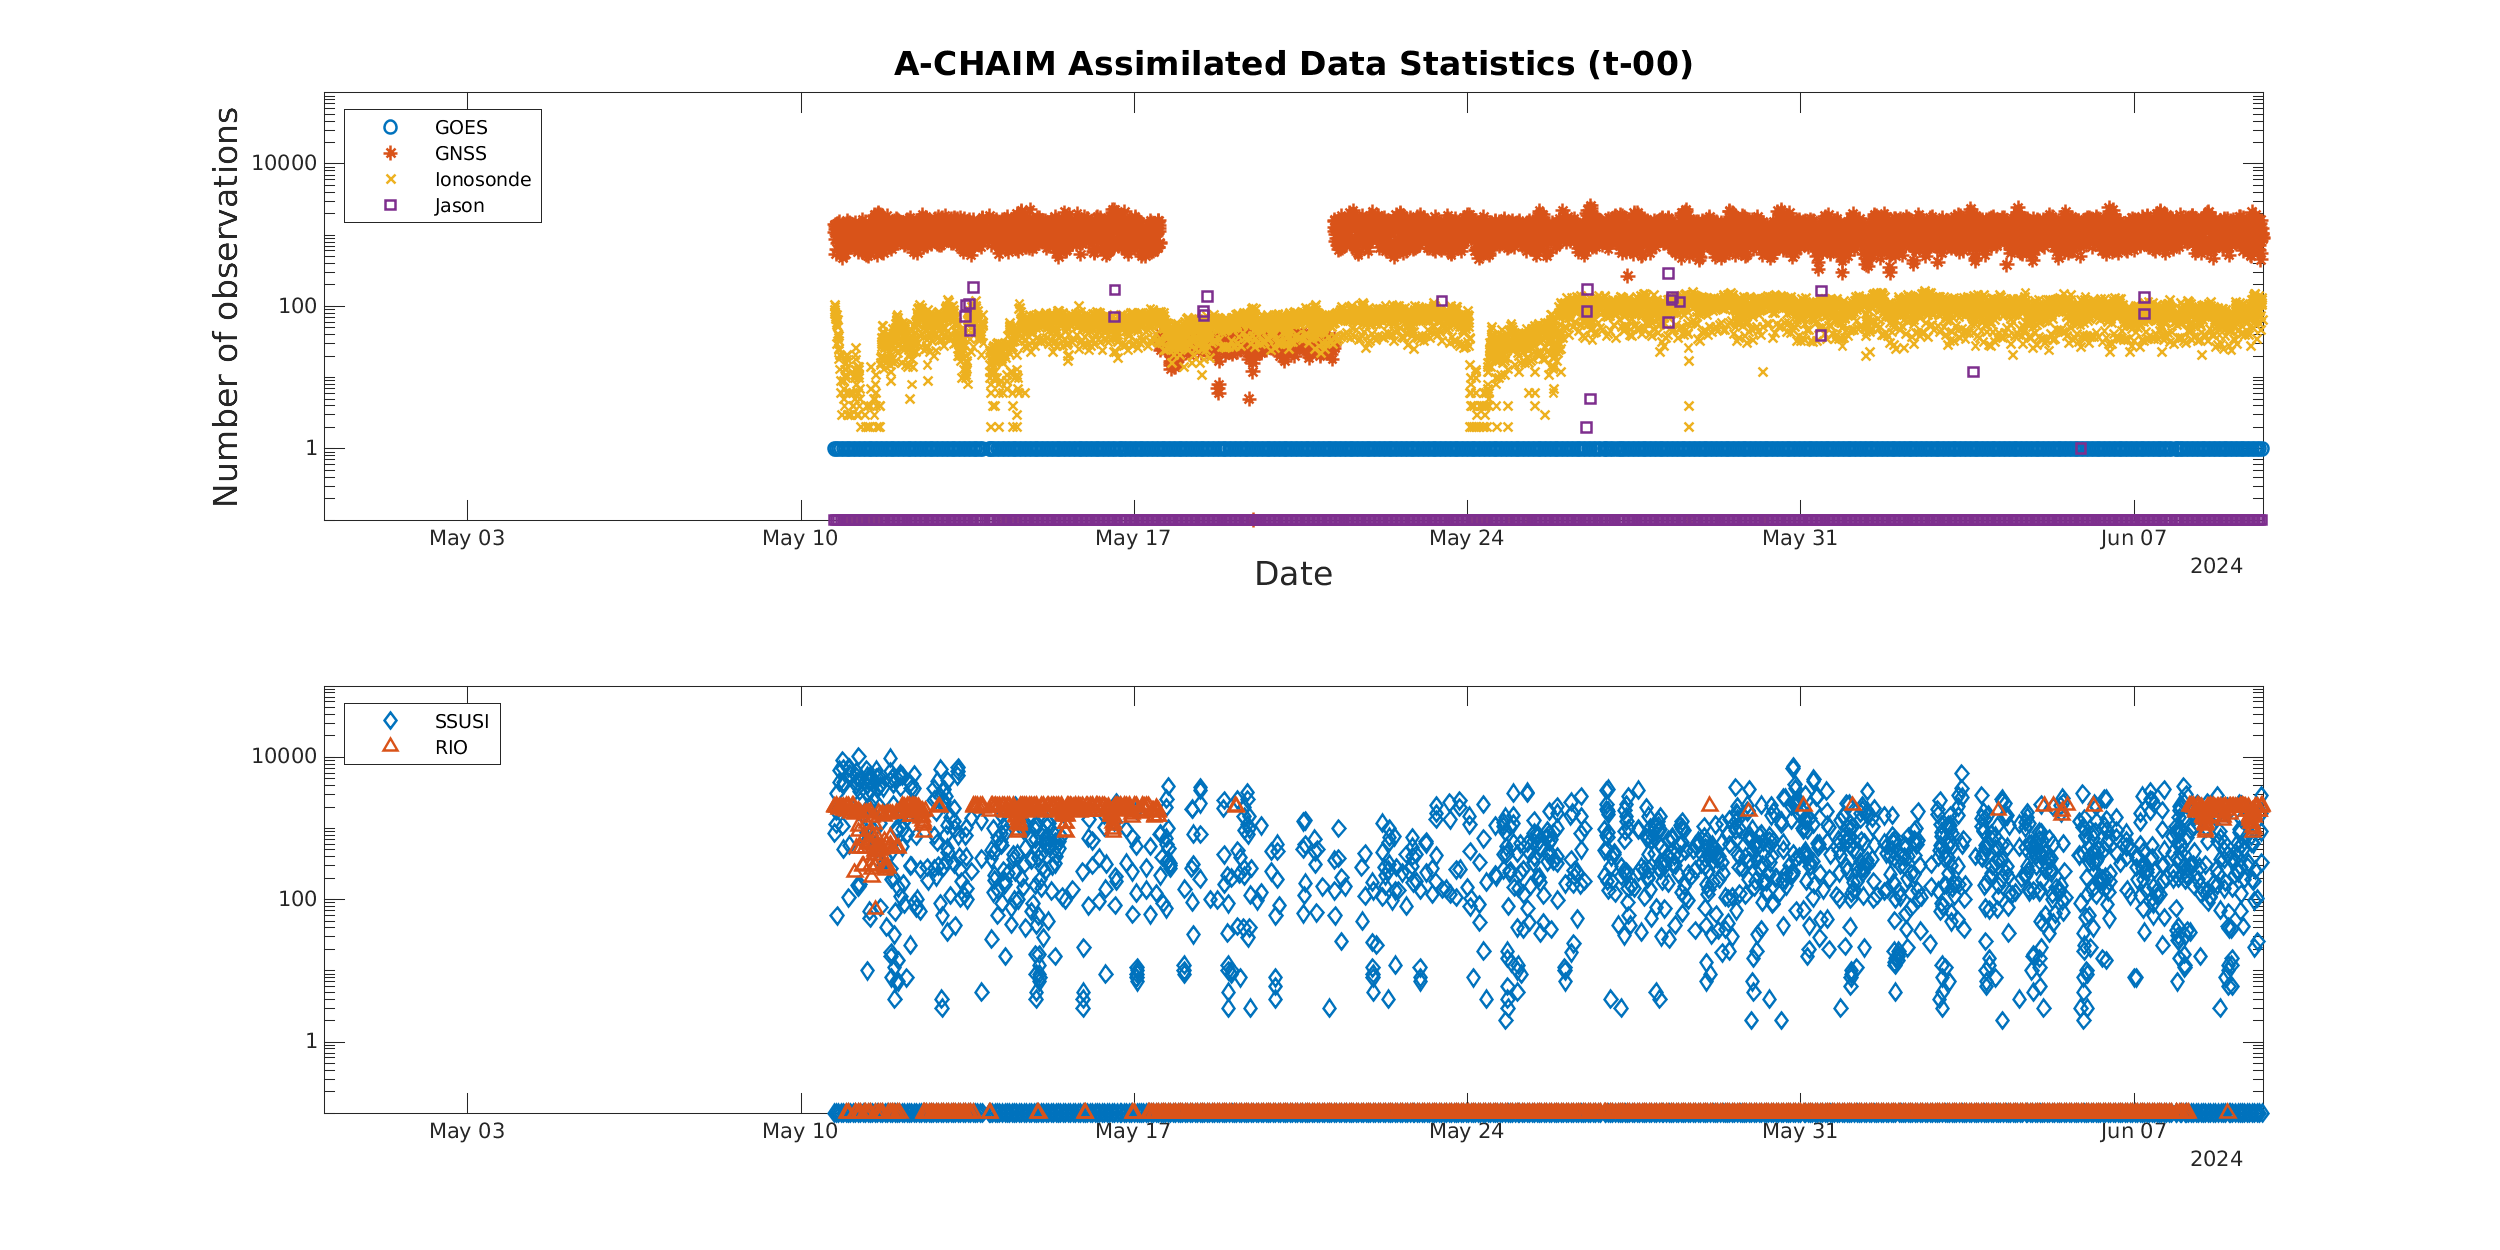 A-CHAIM Assimilated Data Statistics (t-00)
Number of observations
GOES
GNSS
Ionosonde
Jason
10000
100
1
May 03 May 10 May 17 May 24 May 31 Jun 07
2024
Date
SSUSI
RIO
10000
100
1
May 03 May 10 May 17 May 24 May 31 Jun 07
2024